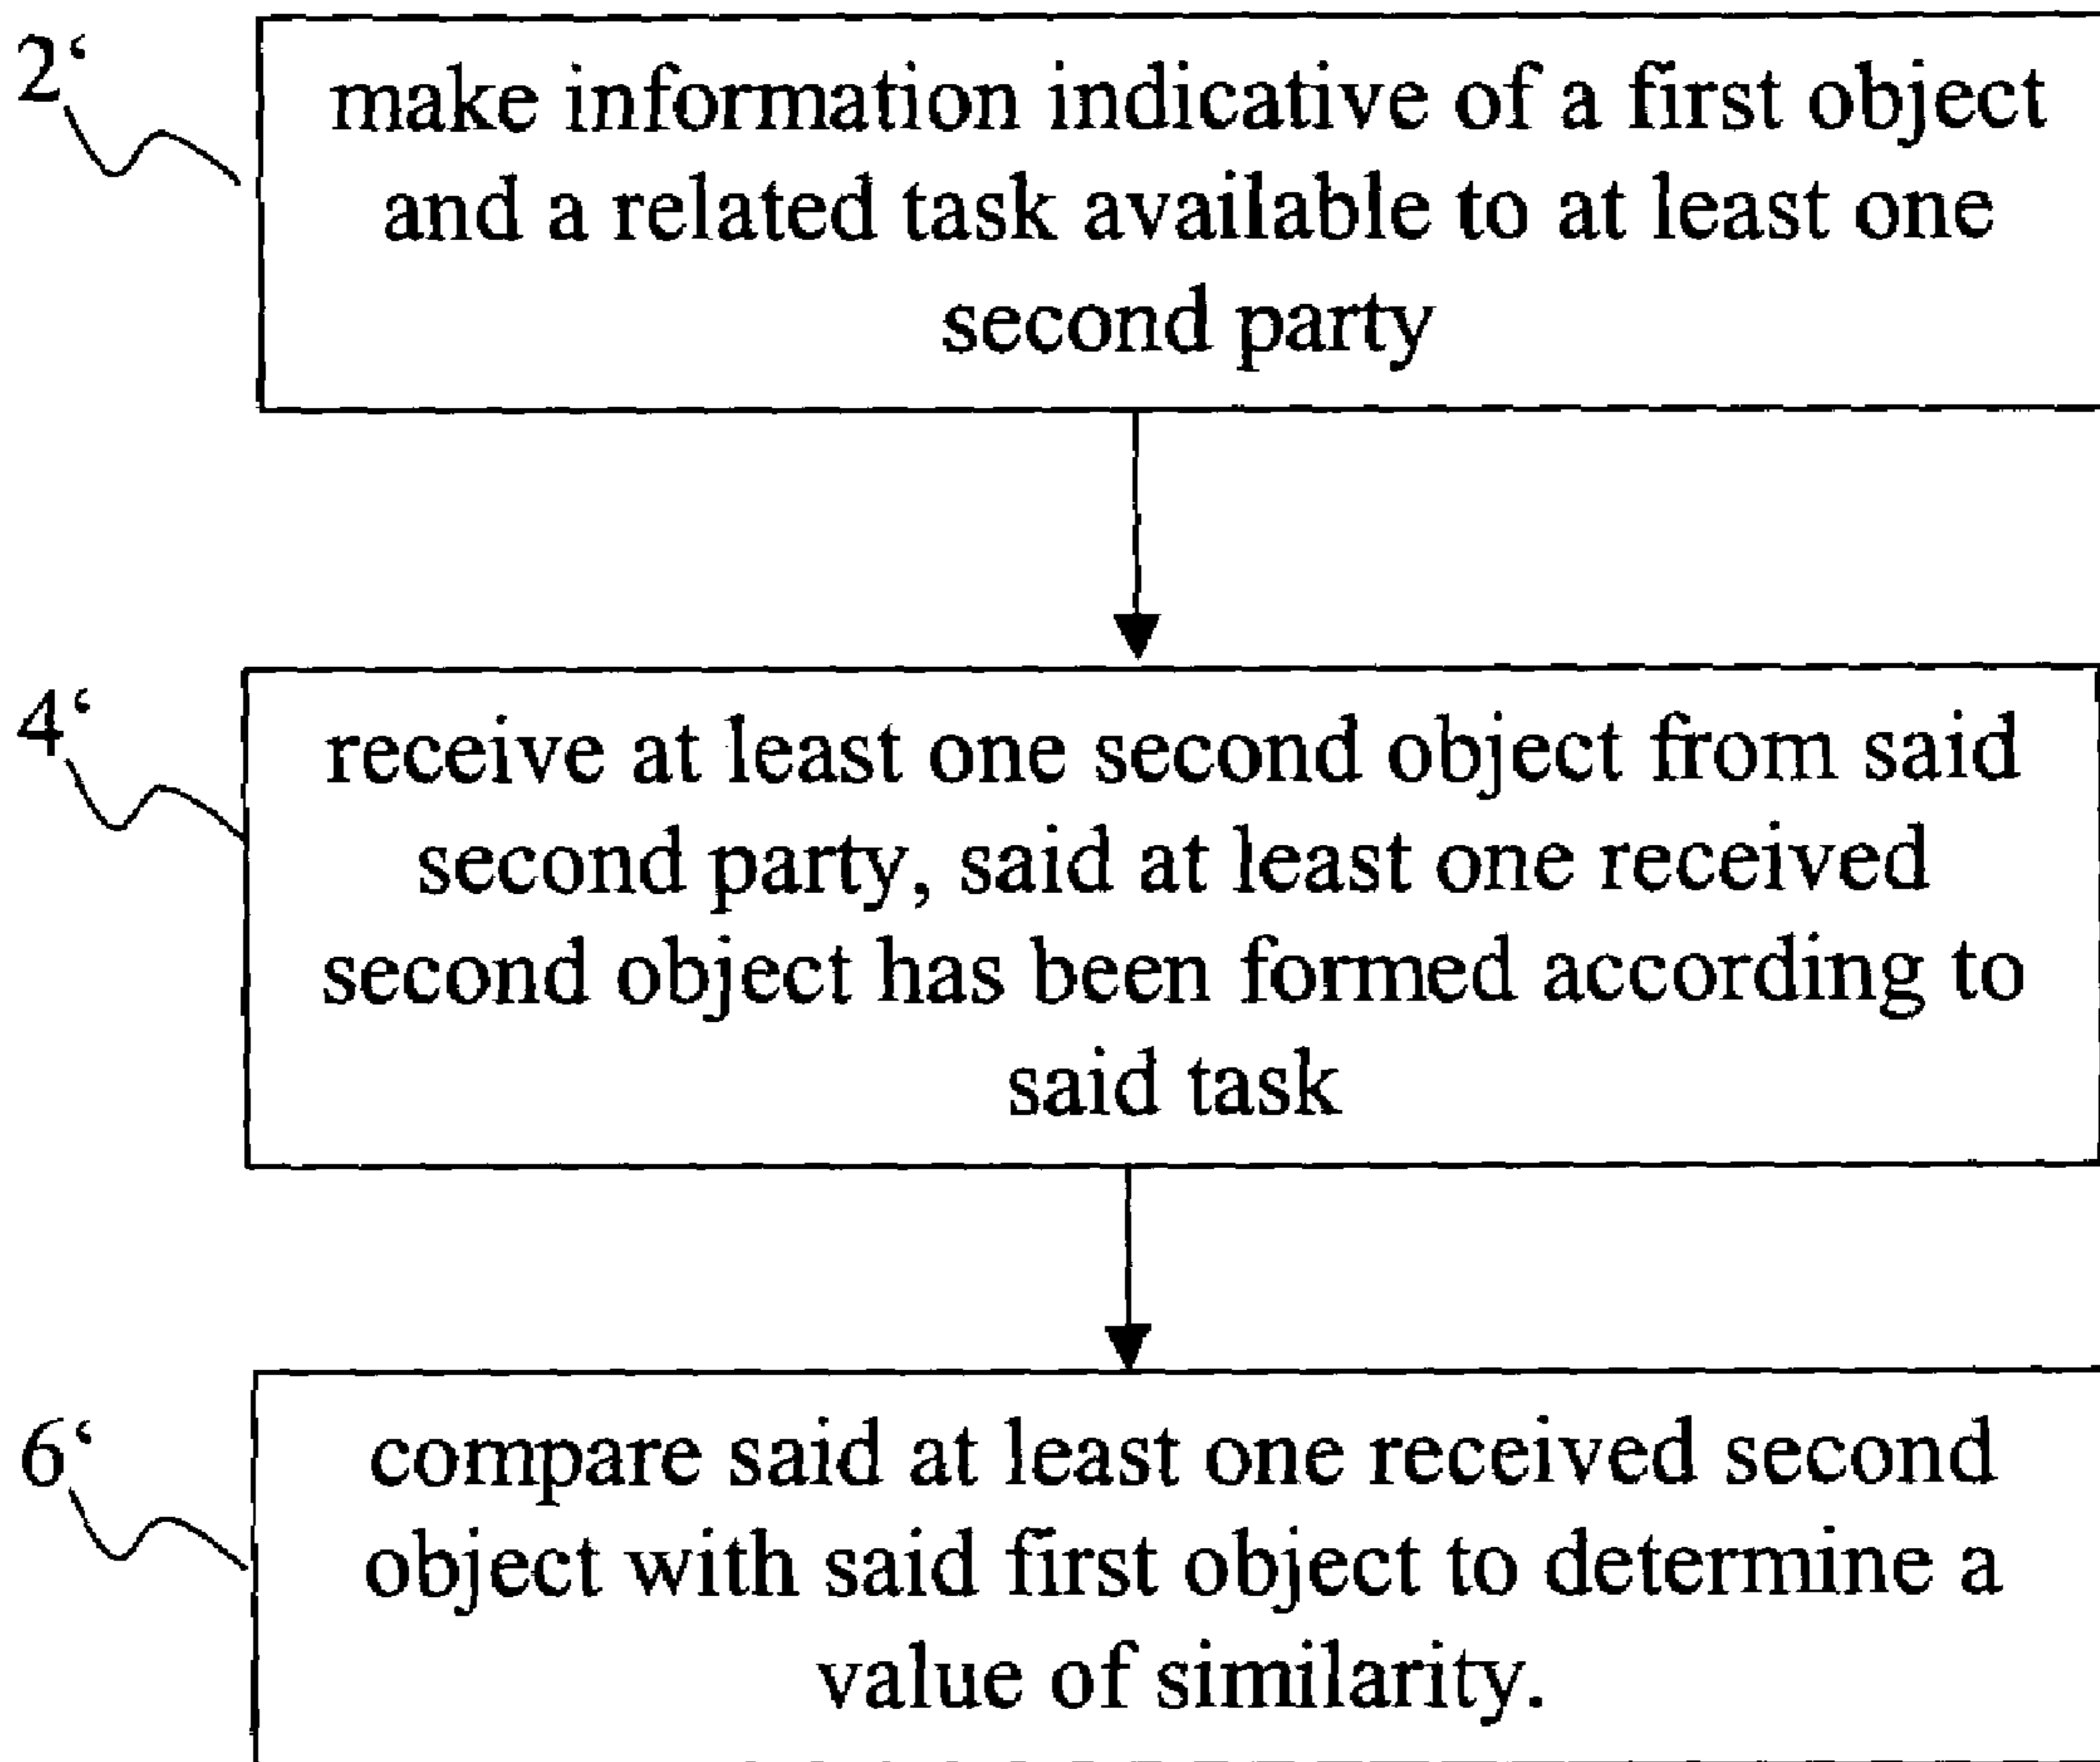 2‘
make information indicative of a first object
and a related task available to at least one
second party
4‘
receive at least one second object from said
second party, said at least one received
second object has been formed according to
said task
6‘
compare said at least one received second
object with said first object to determine a
value of similarity.